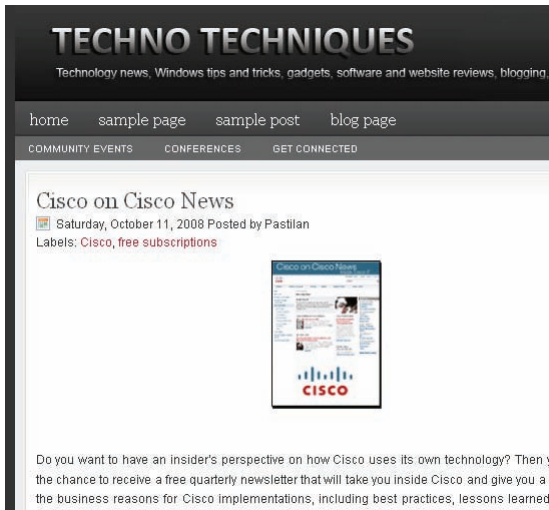 TECHNO TECHNIQUES
Technology news, Windows tips and tricks, gadgets, software and website reviews, blogging,
home sample page sample post blog page
COMMUNITY EVENTS CONFERENCES GET CONNECTED
Cisco on Cisco News
Saturday, October 11, 2008 Posted by Pastilan
Labels: Cisco, free subscriptions
Cisco on Cisco News
CISCO
Do you want to have an insider's perspective on how Cisco uses its own technology? Then
the chance to receive a free quarterly newsletter that will take you inside Cisco and give you a
the business reasons for Cisco implementations, including best practices, lessons learned